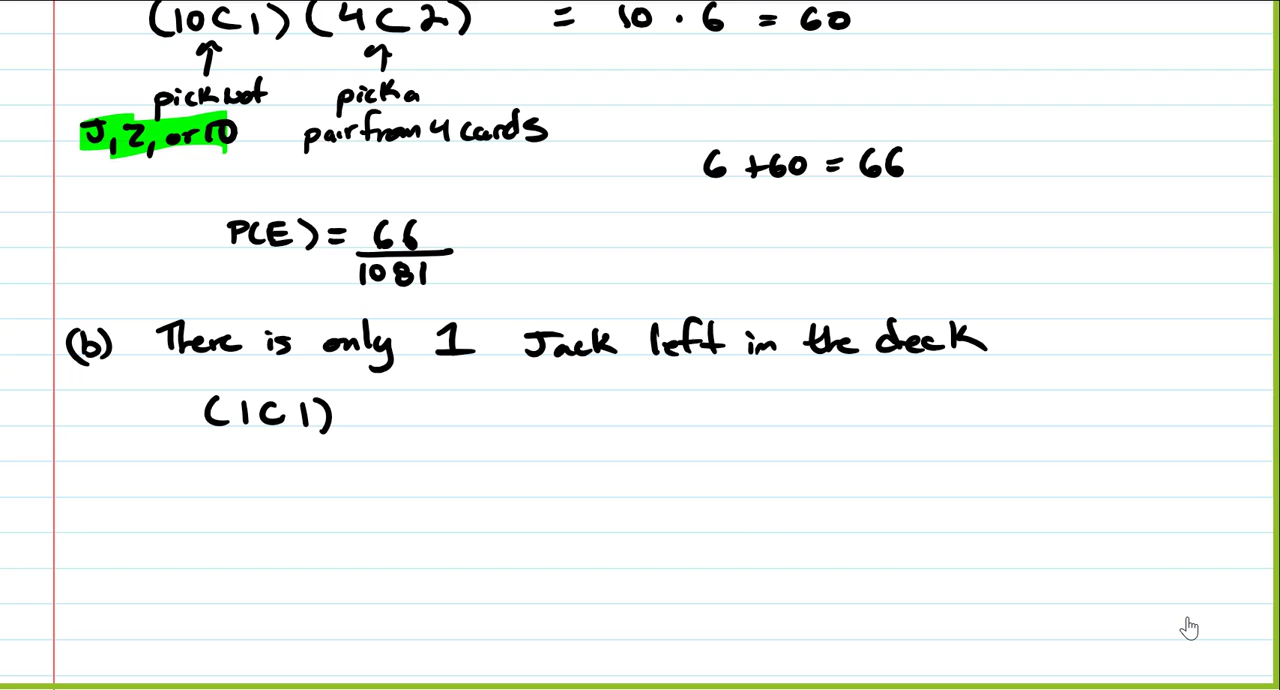 (10C1)(4C2) = 10 · 6 = 60
pick not pick a
J, 2, or 10 pair from 4 cards
6 + 60 = 66
P(E) = 66
1081
(b) There is only 1 Jack left in the deck
(1C1)